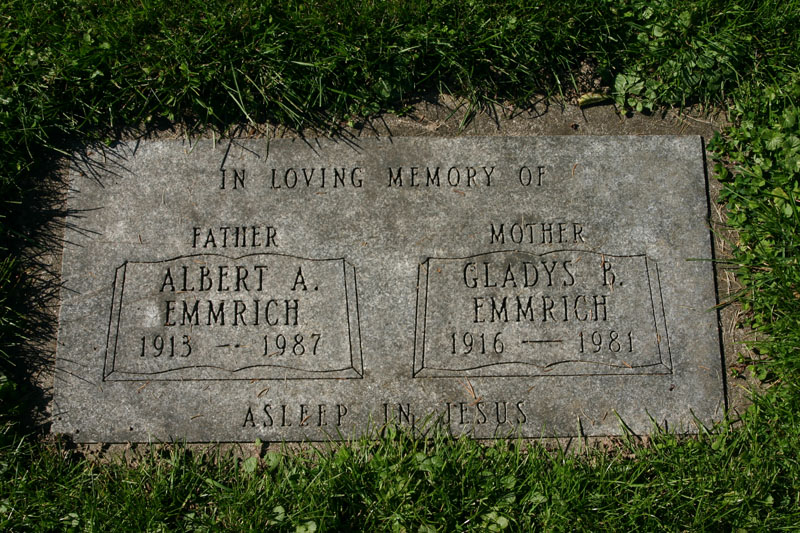 IN LOVING MEMORY OF
FATHER
ALBERT A.
EMMRICH
1913 - 1987
MOTHER
GLADYS B.
EMMRICH
1916 — 1981
ASLEEP IN JESUS